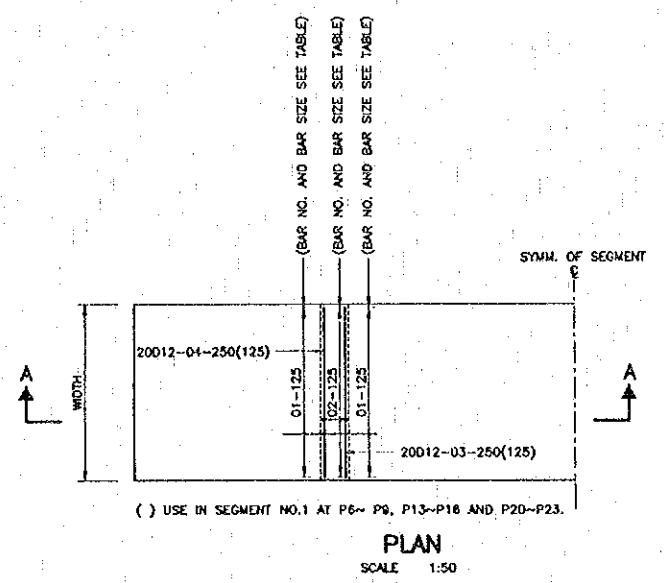 (BAR NO. AND BAR SIZE SEE TABLE)
(BAR NO. AND BAR SIZE SEE TABLE)
(BAR NO. AND BAR SIZE SEE TABLE)
SYMM. OF SEGMENT
℄
20D12-04-250(125)
A
WIDTH
01-125
02-125
01-125
A
20D12-03-250(125)
( ) USE IN SEGMENT NO.1 AT P6~ P9, P13~P16 AND P20~P23.
PLAN
SCALE 1:50